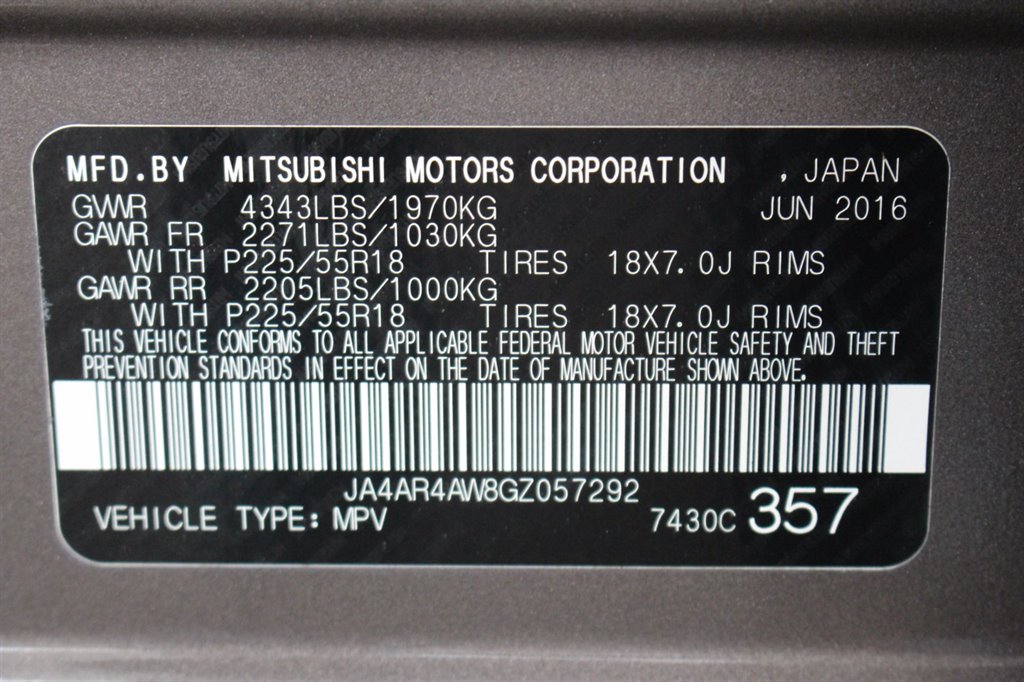 MFD.BY MITSUBISHI MOTORS CORPORATION , JAPAN
GVWR 4343LBS/1970KG JUN 2016
GAWR FR 2271LBS/1030KG
WITH P225/55R18 TIRES 18X7.0J RIMS
GAWR RR 2205LBS/1000KG
WITH P225/55R18 TIRES 18X7.0J RIMS
THIS VEHICLE CONFORMS TO ALL APPLICABLE FEDERAL MOTOR VEHICLE SAFETY AND THEFT
PREVENTION STANDARDS IN EFFECT ON THE DATE OF MANUFACTURE SHOWN ABOVE.
JA4AR4AW8GZ057292
VEHICLE TYPE: MPV 7430C 357